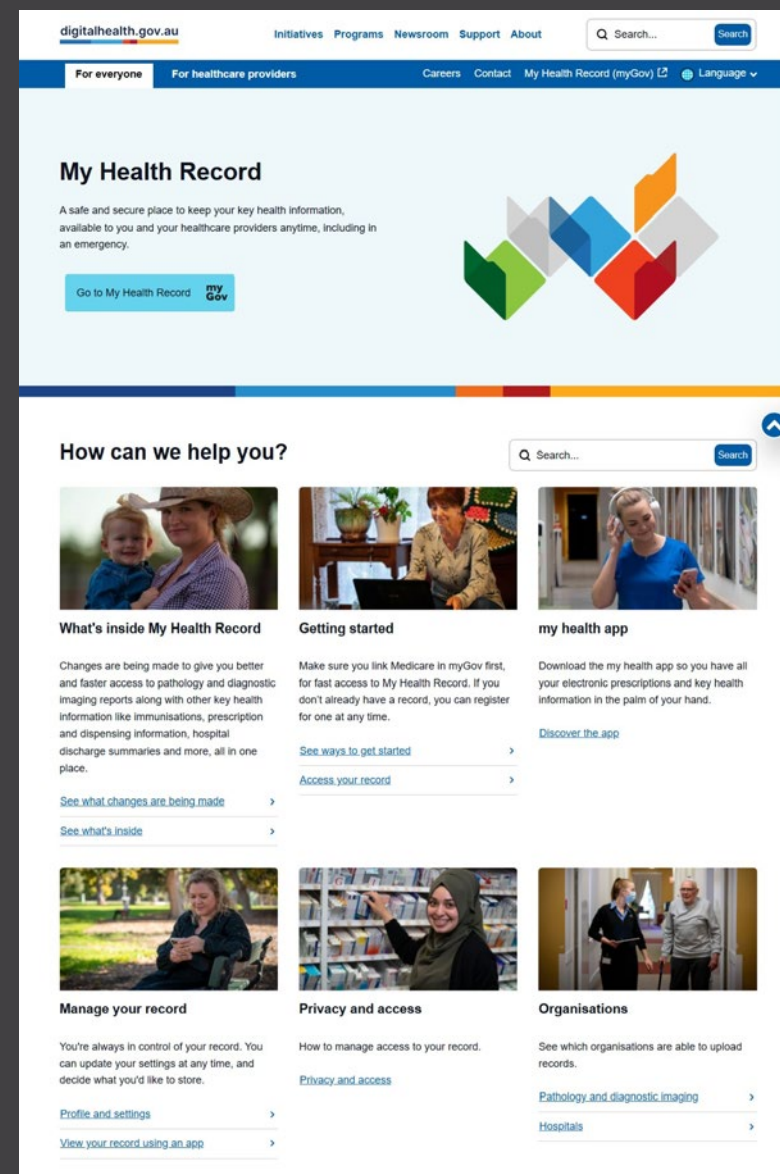 digitalhealth.gov.au
Initiatives Programs Newsroom Support About
Search...
Search
For everyone
For healthcare providers
Careers Contact My Health Record (myGov) Language
My Health Record
A safe and secure place to keep your key health information,
available to you and your healthcare providers anytime, including in
an emergency.
Go to My Health Record
my
Gov
How can we help you?
Search...
Search
What's inside My Health Record
Changes are being made to give you better
and faster access to pathology and diagnostic
imaging reports along with other key health
information like immunisations, prescription
and dispensing information, hospital
discharge summaries and more, all in one
place.
See what changes are being made
See what's inside
Getting started
Make sure you link Medicare in myGov first,
for fast access to My Health Record. If you
don't already have a record, you can register
for one at any time.
See ways to get started
Access your record
my health app
Download the my health app so you have all
your electronic prescriptions and key health
information in the palm of your hand.
Discover the app
Manage your record
You're always in control of your record. You
can update your settings at any time, and
decide what you'd like to store.
Profile and settings
View your record using an app
Privacy and access
How to manage access to your record.
Privacy and access
Organisations
See which organisations are able to upload
records.
Pathology and diagnostic imaging
Hospitals